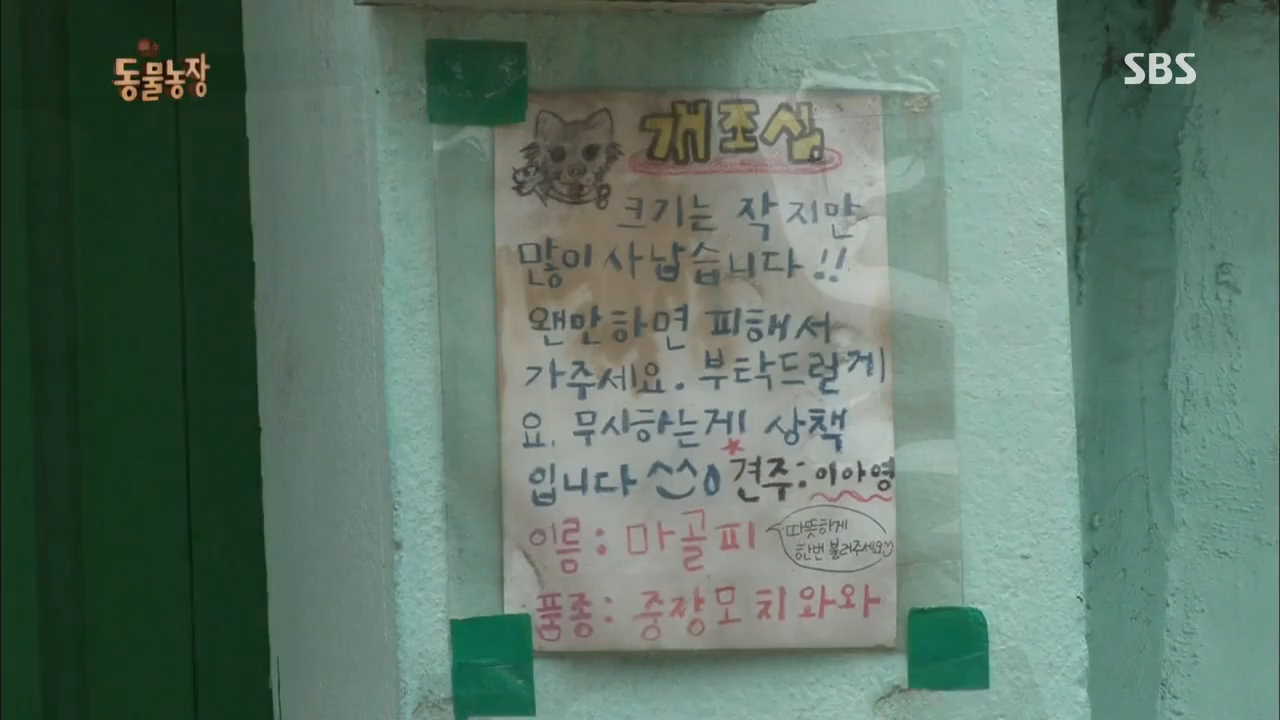 동물농장
SBS
개조심
크기는 작지만
많이 사납습니다!!
왠만하면 피해서
가주세요. 부탁드릴게
요. 무사하는게 상책
입니다 ^^ 견주: 이아영
이름: 마골피
따뜻하게
한번 불러주세요
품종: 중장모치와와